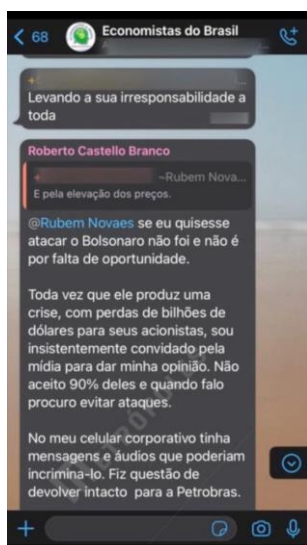 68
Economistas do Brasil
Levando a sua irresponsabilidade a
toda
Roberto Castello Branco
~Rubem Nova...
E pela elevação dos preços.
@Rubem Novaes se eu quisesse
atacar o Bolsonaro não foi e não é
por falta de oportunidade.
Toda vez que ele produz uma
crise, com perdas de bilhões de
dólares para seus acionistas, sou
insistentemente convidado pela
mídia para dar minha opinião. Não
aceito 90% deles e quando falo
procuro evitar ataques.
No meu celular corporativo tinha
mensagens e áudios que poderiam
incrimina-lo. Fiz questão de
devolver intacto para a Petrobras.